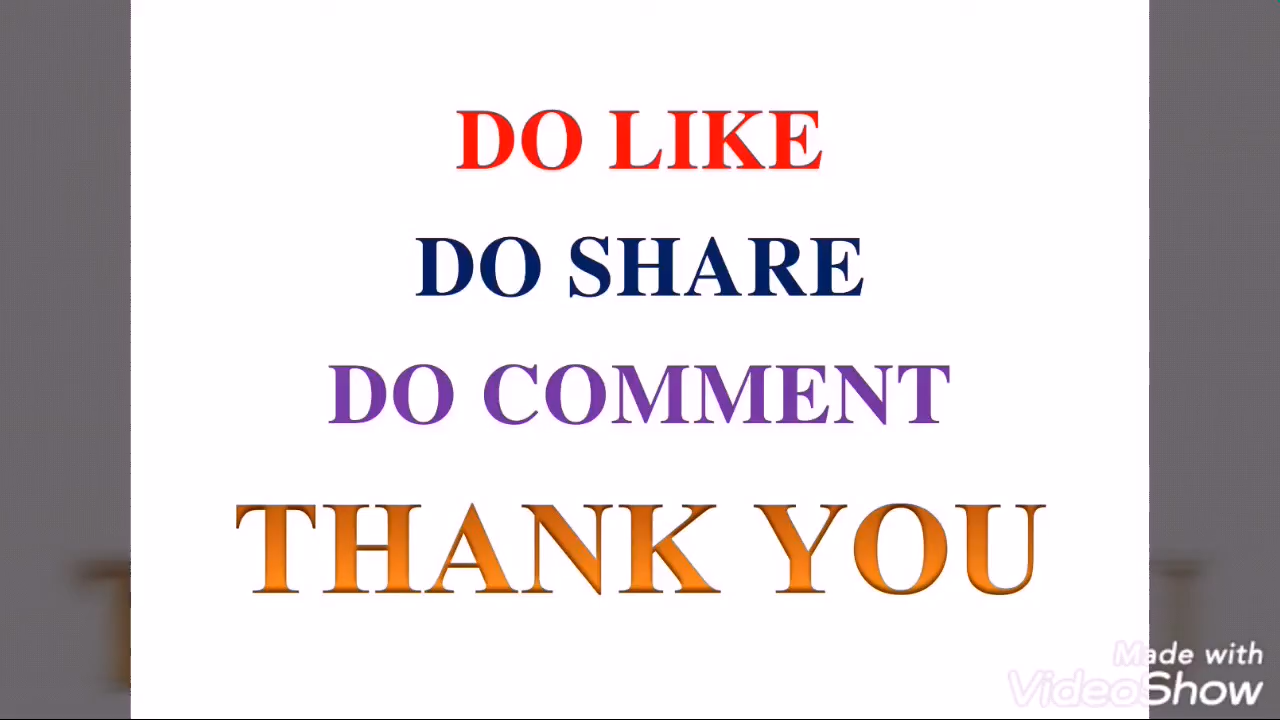 DO LIKE
DO SHARE
DO COMMENT
THANK YOU
Made with
VideoShow